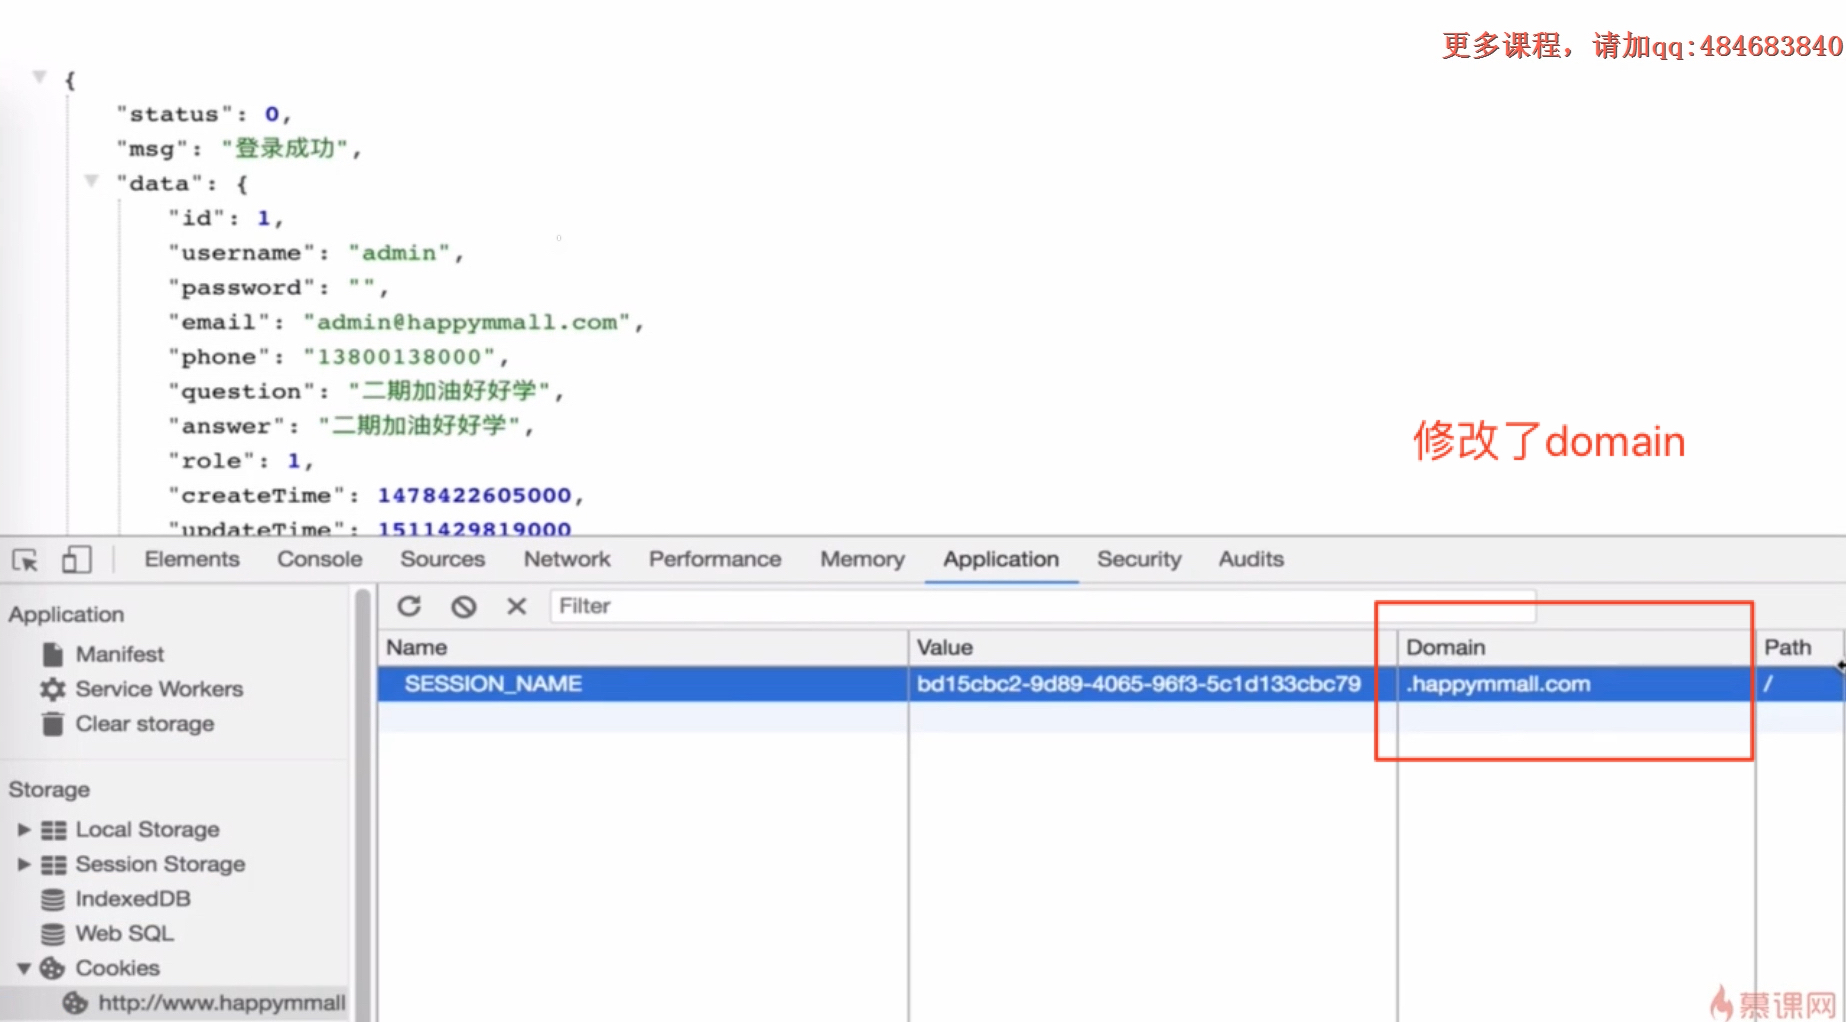 更多课程，请加qq:484683840
{
"status": 0,
"msg": "登录成功",
"data": {
"id": 1,
"username": "admin",
"password": "",
"email": "admin@happymmall.com",
"phone": "13800138000",
"question": "二期加油好好学",
"answer": "二期加油好好学",
"role": 1,
"createTime": 1478422605000,
"updateTime": 1511429819000
修改了domain
Elements Console Sources Network Performance Memory Application Security Audits
Application
Manifest
Service Workers
Clear storage
Storage
Local Storage
Session Storage
IndexedDB
Web SQL
Cookies
http://www.happymmall
Filter
Name Value Domain Path
SESSION_NAME bd15cbc2-9d89-4065-96f3-5c1d133cbc79 .happymmall.com /
慕课网